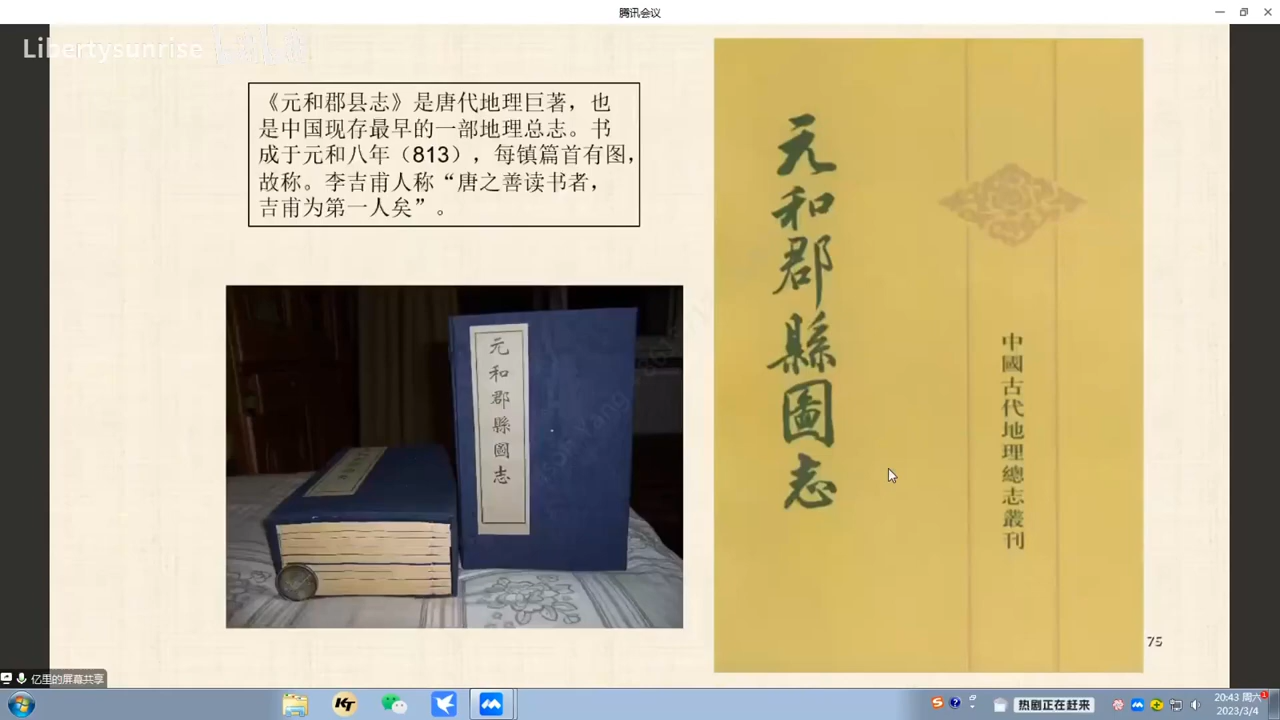 腾讯会议
Libertysunrise
《元和郡县志》是唐代地理巨著，也
是中国现存最早的一部地理总志。书
成于元和八年（813），每镇篇首有图，
故称。李吉甫人称“唐之善读书者，
吉甫为第一人矣”。
元和郡縣圖志
元和郡縣圖志
中國古代地理總志叢刊
75
亿里的屏幕共享
KT
热剧正在赶来
20:43 周六
2023/3/4
1